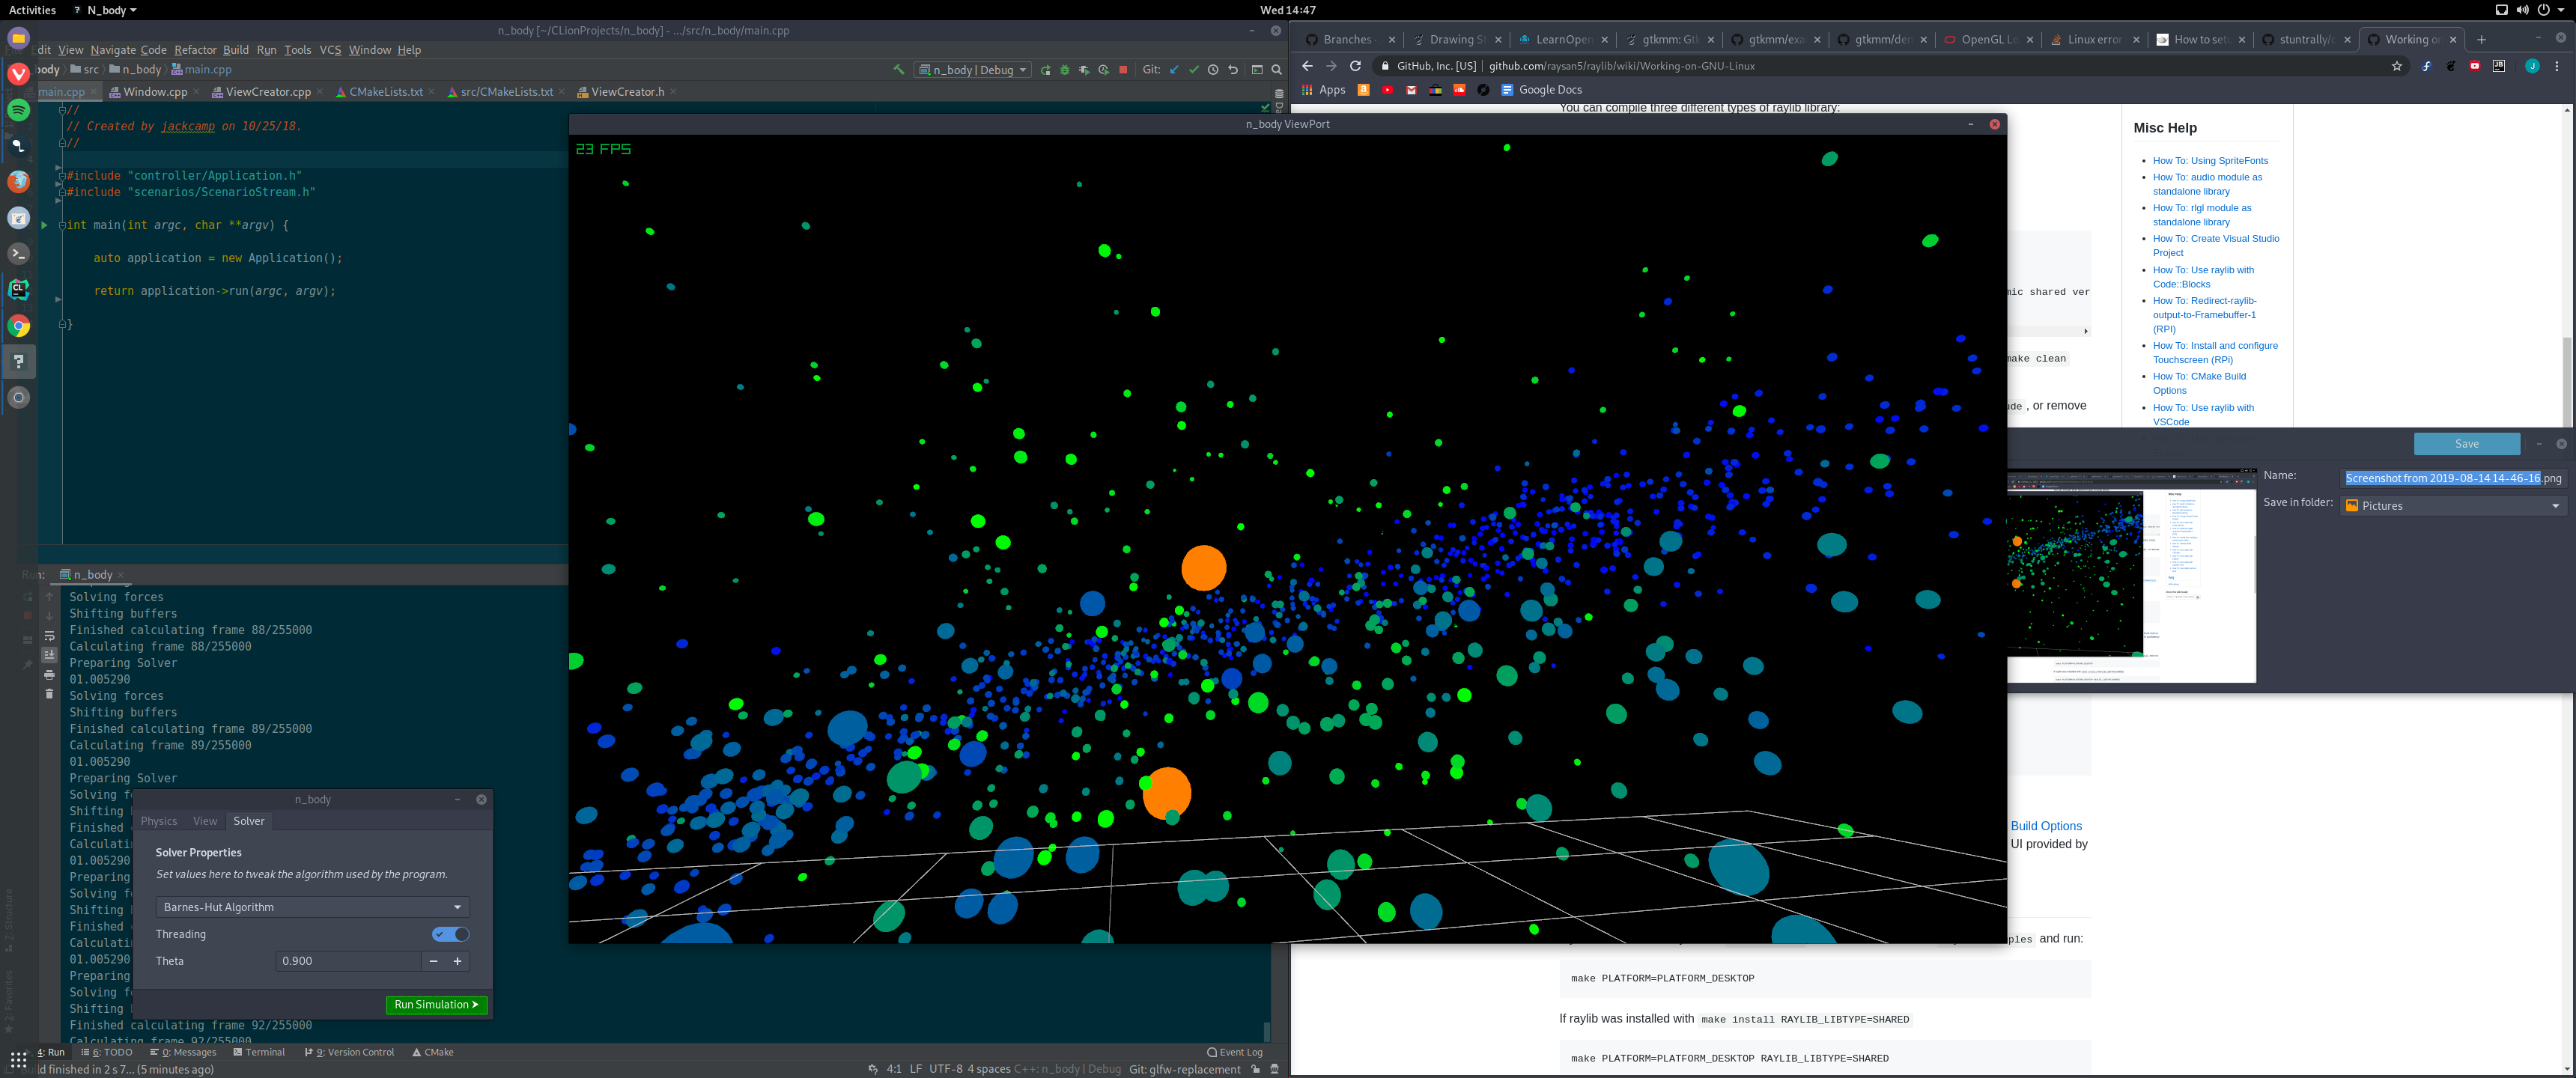 Activities
N_body
Wed 14:47
n_body [~/CLionProjects/n_body] - .../src/n_body/main.cpp
Edit View Navigate Code Refactor Build Run Tools VCS Window Help
body
src
n_body
main.cpp
n_body | Debug
Git:
main.cpp
Window.cpp
ViewCreator.cpp
CMakeLists.txt
src/CMakeLists.txt
ViewCreator.h
//
// Created by jackcamp on 10/25/18.
//
#include "controller/Application.h"
#include "scenarios/ScenarioStream.h"
int main(int argc, char **argv) {
auto application = new Application();
return application->run(argc, argv);
}
Run:
n_body
Solving forces
Shifting buffers
Finished calculating frame 88/255000
Calculating frame 88/255000
Preparing Solver
01.005290
Solving forces
Shifting buffers
Finished calculating frame 89/255000
Calculating frame 89/255000
01.005290
Preparing Solver
Solving fo
Shifting
Finished
Calculati
01.005290
Preparing
Solving fo
Shifting
Finished
Calculati
01.005290
Preparing
Solving fo
Shifting
Finished calculating frame 92/255000
Calculating frame 92/255000
n_body
Physics
View
Solver
Solver Properties
Set values here to tweak the algorithm used by the program.
Barnes-Hut Algorithm
Threading
Theta
0.900
Run Simulation
Z: Structure
2: Favorites
4: Run
6: TODO
0: Messages
Terminal
9: Version Control
CMake
Event Log
Build finished in 2 s 7... (5 minutes ago)
4:1
LF
UTF-8
4 spaces
C++: n_body | Debug
Git: glfw-replacement
n_body ViewPort
23 FPS
Branches
Drawing S
LearnOpen
gtkmm: Gt
gtkmm/exa
gtkmm/de
OpenGL Le
Linux error
How to set
stuntrally/
Working o
GitHub, Inc. [US]
github.com/raysan5/raylib/wiki/Working-on-GNU-Linux
Apps
Google Docs
You can compile three different types of raylib library:
Misc Help
How To: Using SpriteFonts
How To: audio module as
standalone library
How To: rlgl module as
standalone library
How To: Create Visual Studio
Project
How To: Use raylib with
Code::Blocks
How To: Redirect-raylib-
output-to-Framebuffer-1
(RPI)
How To: Install and configure
Touchscreen (RPi)
How To: CMake Build
Options
How To: Use raylib with
VSCode
mic shared ver
make clean
ude , or remove
Save
Name:
Screenshot from 2019-08-14 14-46-16.png
Save in folder:
Pictures
Build Options
UI provided by
ples and run:
make PLATFORM=PLATFORM_DESKTOP
If raylib was installed with make install RAYLIB_LIBTYPE=SHARED
make PLATFORM=PLATFORM_DESKTOP RAYLIB_LIBTYPE=SHARED